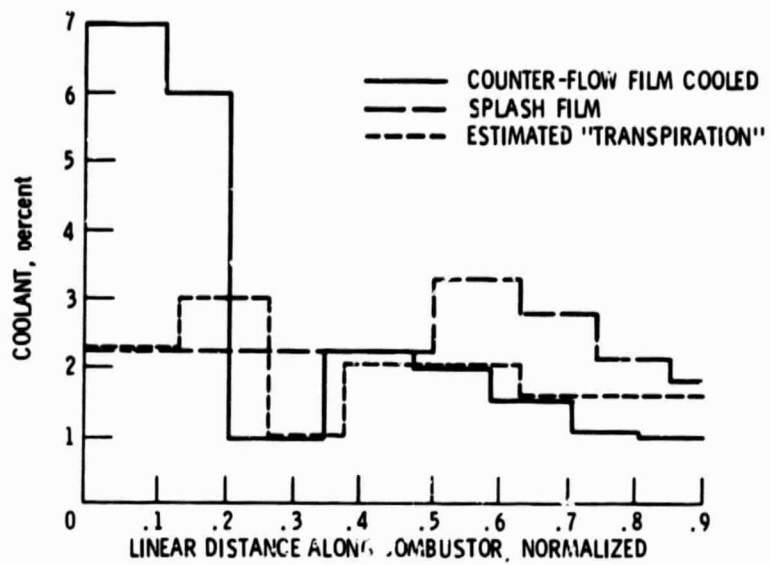 7
6
5
4
3
2
1
COOLANT, percent
COUNTER-FLOW FILM COOLED
SPLASH FILM
ESTIMATED "TRANSPIRATION"
0 .1 .2 .3 .4 .5 .6 .7 .8 .9
LINEAR DISTANCE ALONG OMBUSTOR, NORMALIZED